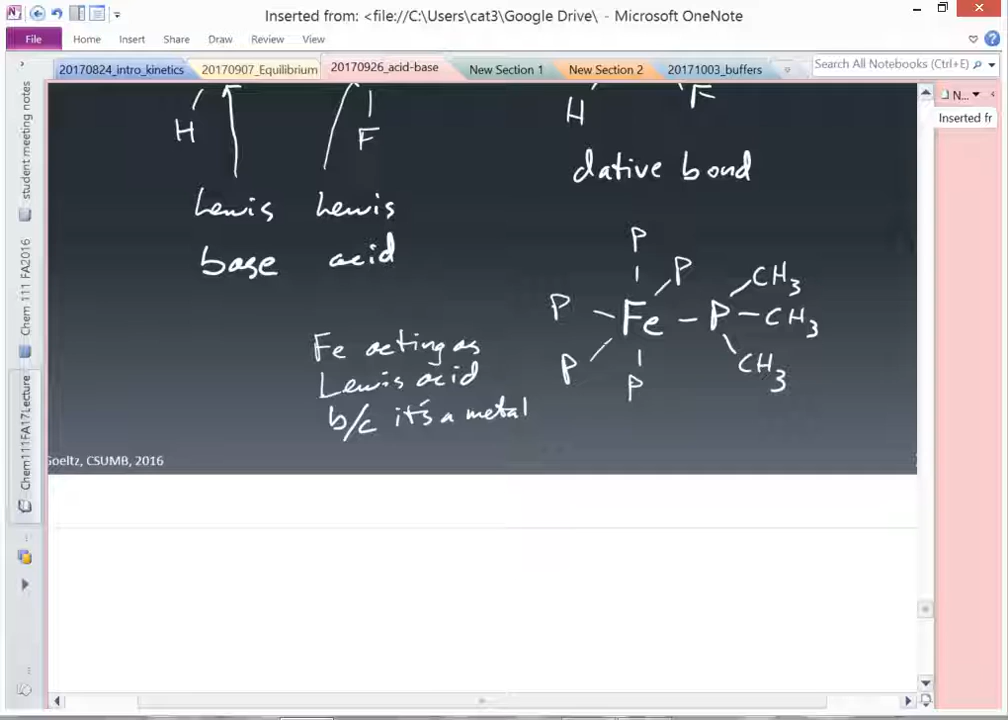 Inserted from: <file://C:\Users\cat3\Google Drive\ - Microsoft OneNote
File Home Insert Share Draw Review View
20170824_intro_kinetics 20170907_Equilibrium 20170926_acid-base New Section 1 New Section 2 20171003_buffers Search All Notebooks (Ctrl+E)
N...
Inserted fr
student meeting notes
Chem 111 FA2016
Chem111FA17Lecture
H F H F
dative bond
Lewis Lewis
base acid
P
P P CH3
Fe - P - CH3
P P CH3
Fe acting as
Lewis acid
b/c it's a metal
Goeltz, CSUMB, 2016